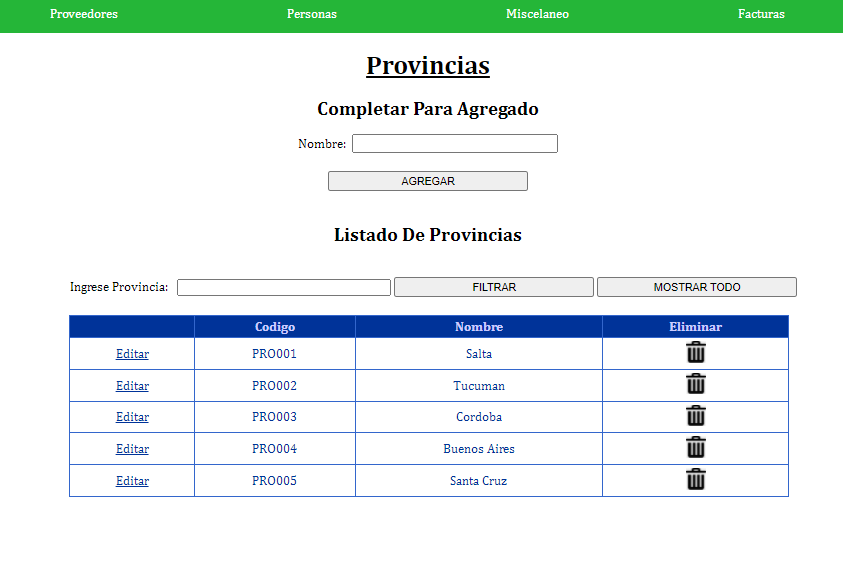 Proveedores Personas Miscelaneo Facturas
Provincias
Completar Para Agregado
Nombre:
AGREGAR
Listado De Provincias
Ingrese Provincia: FILTRAR MOSTRAR TODO
Codigo Nombre Eliminar
Editar PRO001 Salta
Editar PRO002 Tucuman
Editar PRO003 Cordoba
Editar PRO004 Buenos Aires
Editar PRO005 Santa Cruz